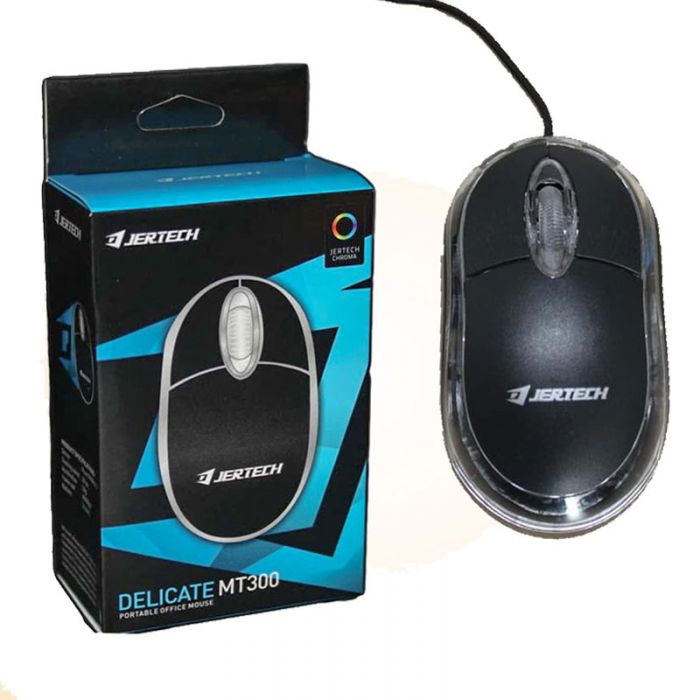 JERTECH
JERTECH
CHROMA
JERTECH
DELICATE MT300
PORTABLE OFFICE MOUSE
JERTECH